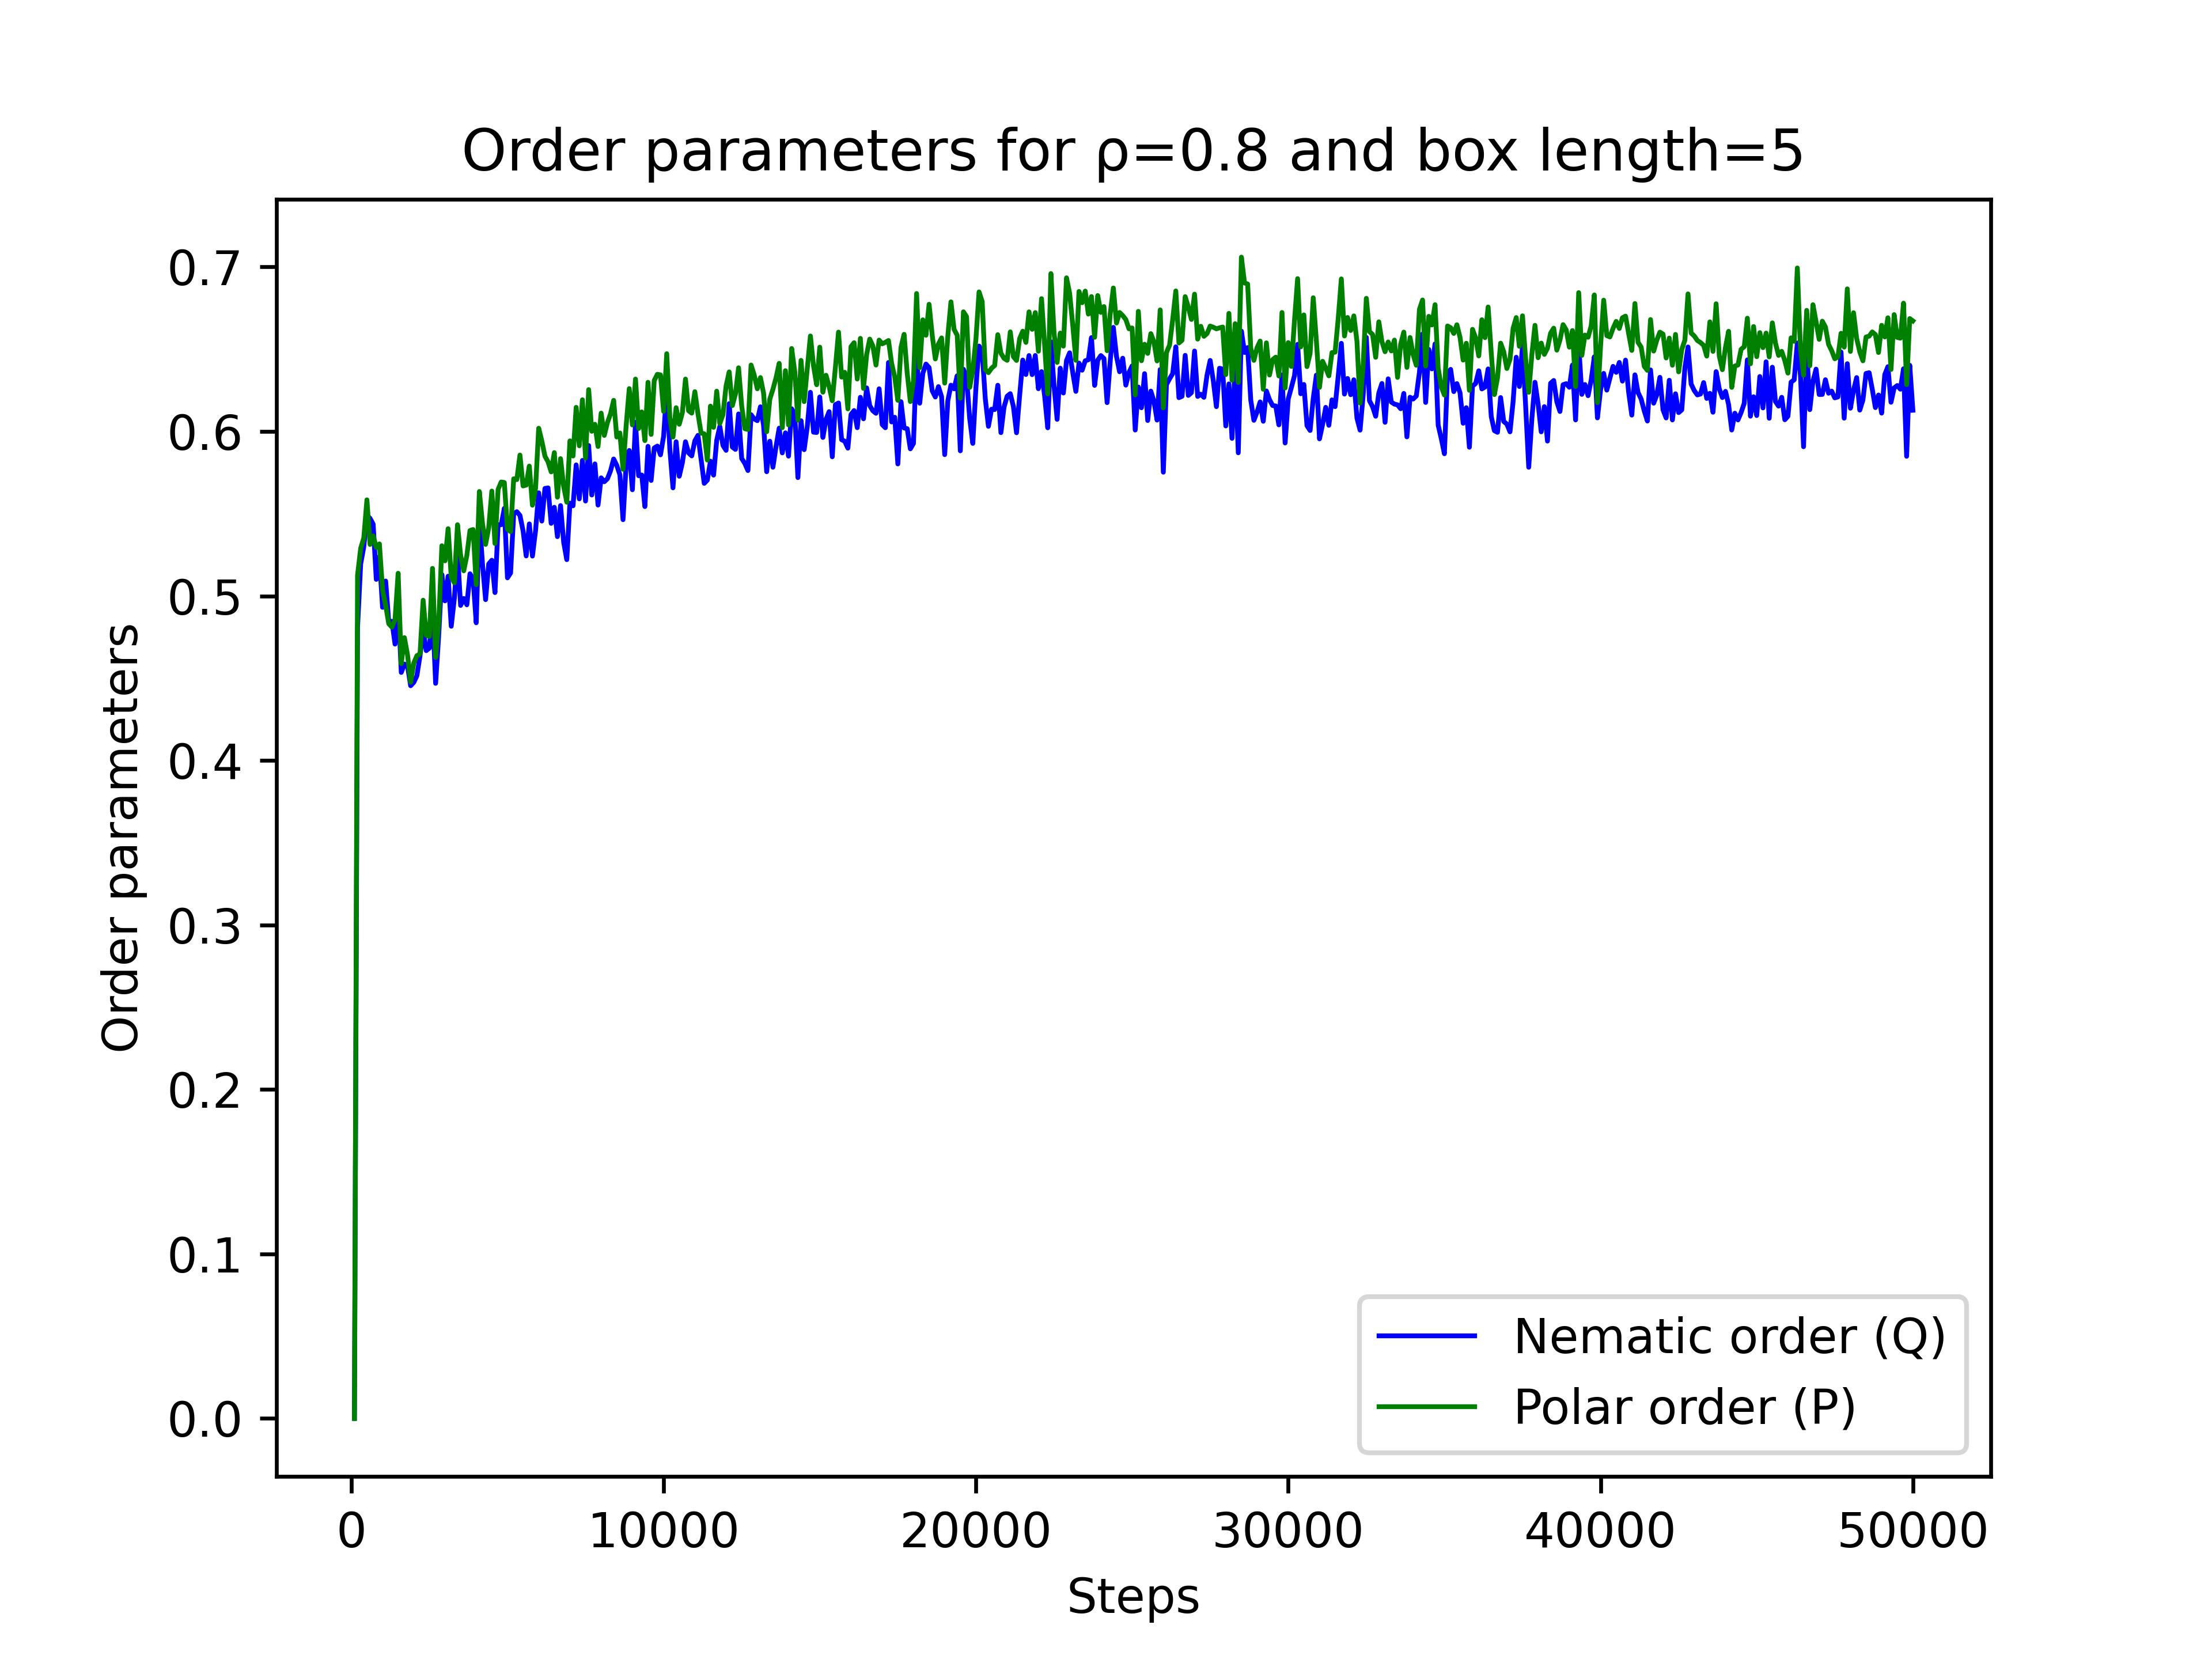 Order parameters for ρ=0.8 and box length=5
Order parameters
0.7
0.6
0.5
0.4
0.3
0.2
0.1
0.0
Nematic order (Q)
Polar order (P)
0 10000 20000 30000 40000 50000
Steps